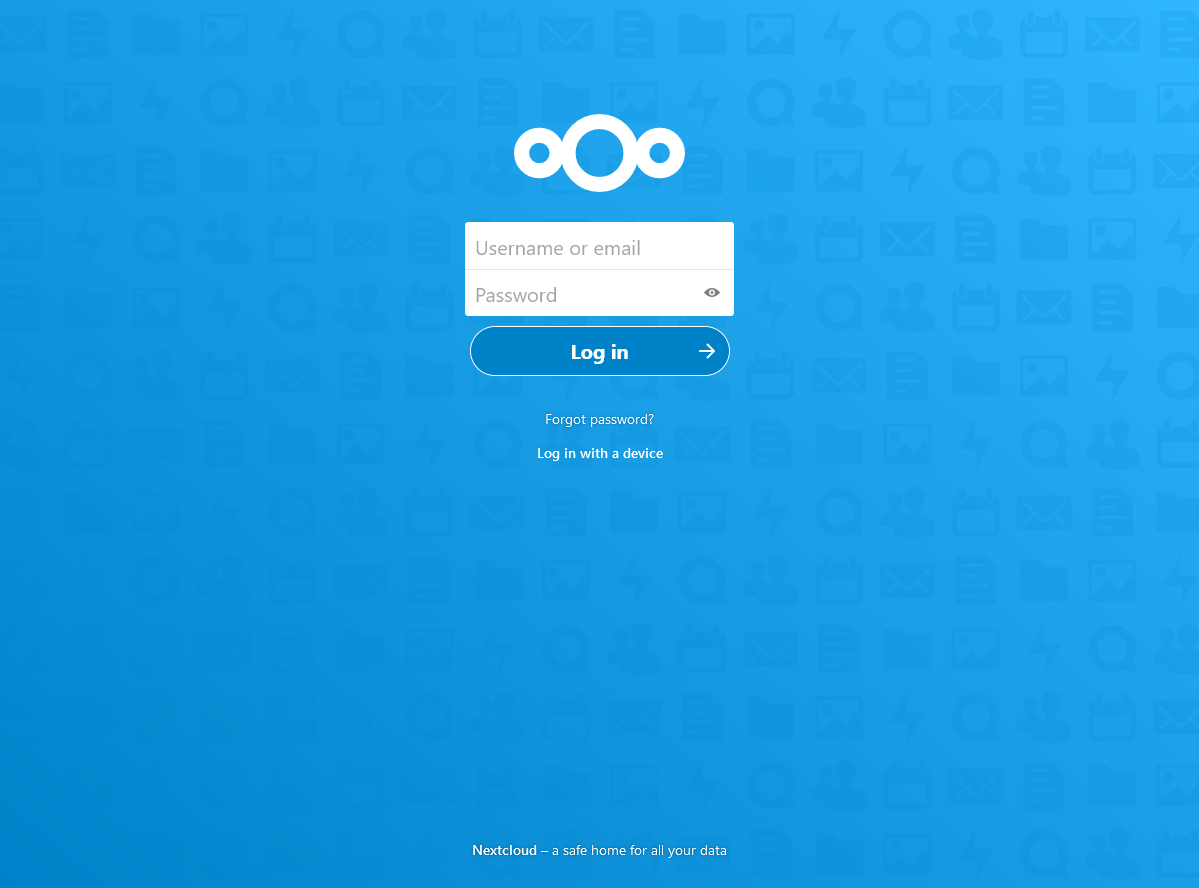 Username or email
Password
Log in
Forgot password?
Log in with a device
Nextcloud – a safe home for all your data